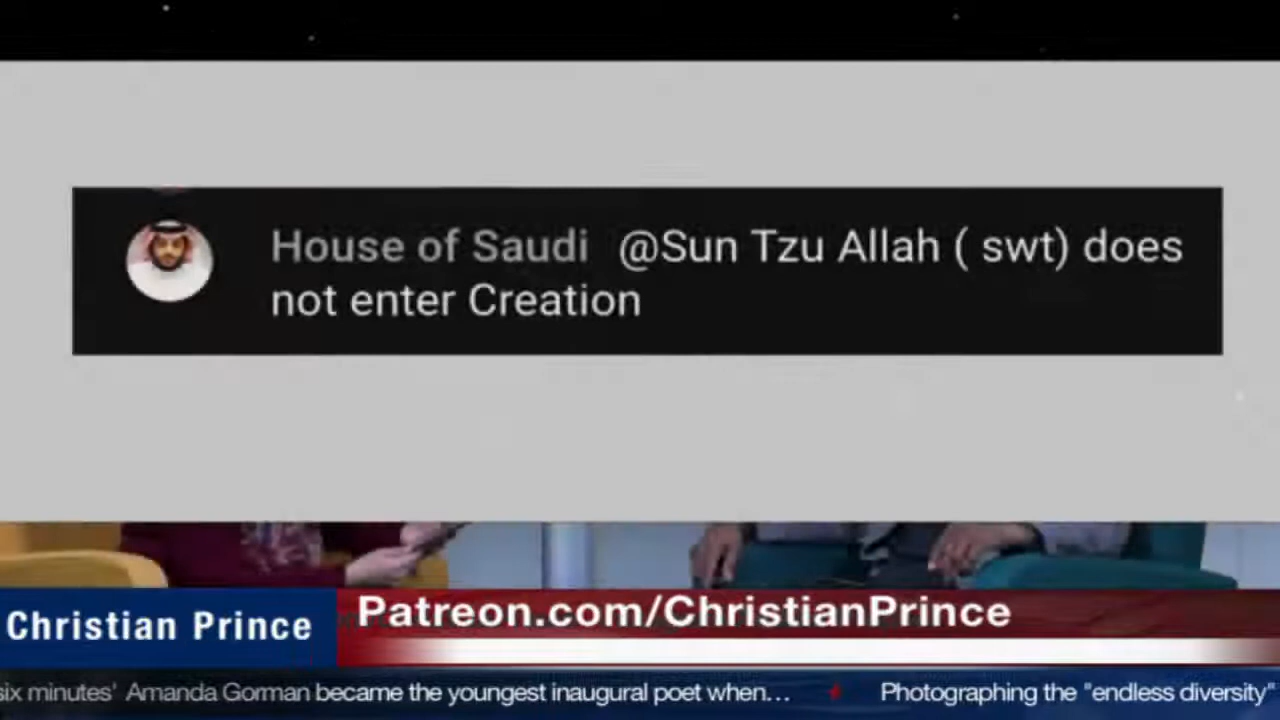 House of Saudi @Sun Tzu Allah ( swt) does
not enter Creation
Patreon.com/ChristianPrince
Christian Prince
six minutes' Amanda Gorman became the youngest inaugural poet when... Photographing the "endless diversity"